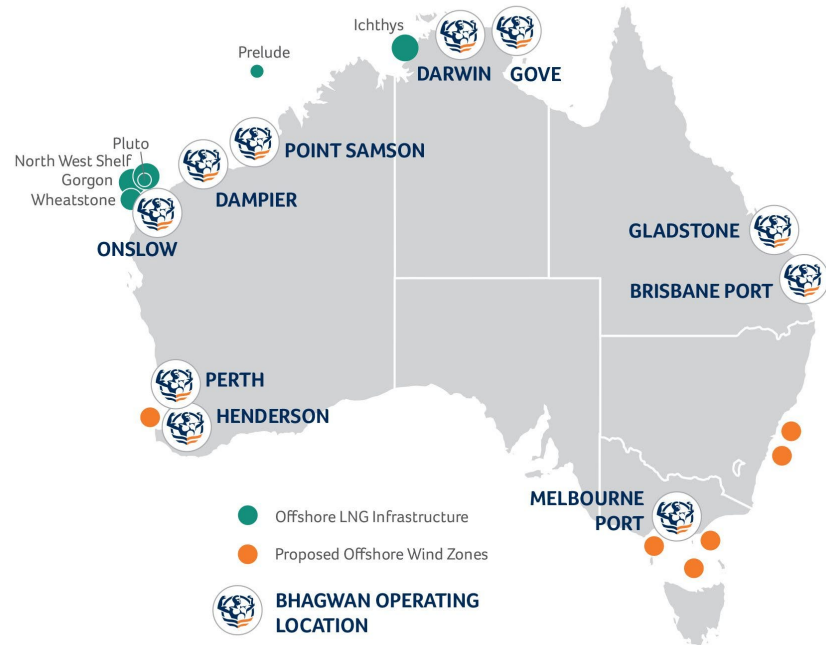 Ichthys
Prelude
DARWIN
GOVE
Pluto
North West Shelf
Gorgon
Wheatstone
POINT SAMSON
DAMPIER
ONSLOW
GLADSTONE
BRISBANE PORT
PERTH
HENDERSON
MELBOURNE
PORT
Offshore LNG Infrastructure
Proposed Offshore Wind Zones
BHAGWAN OPERATING
LOCATION